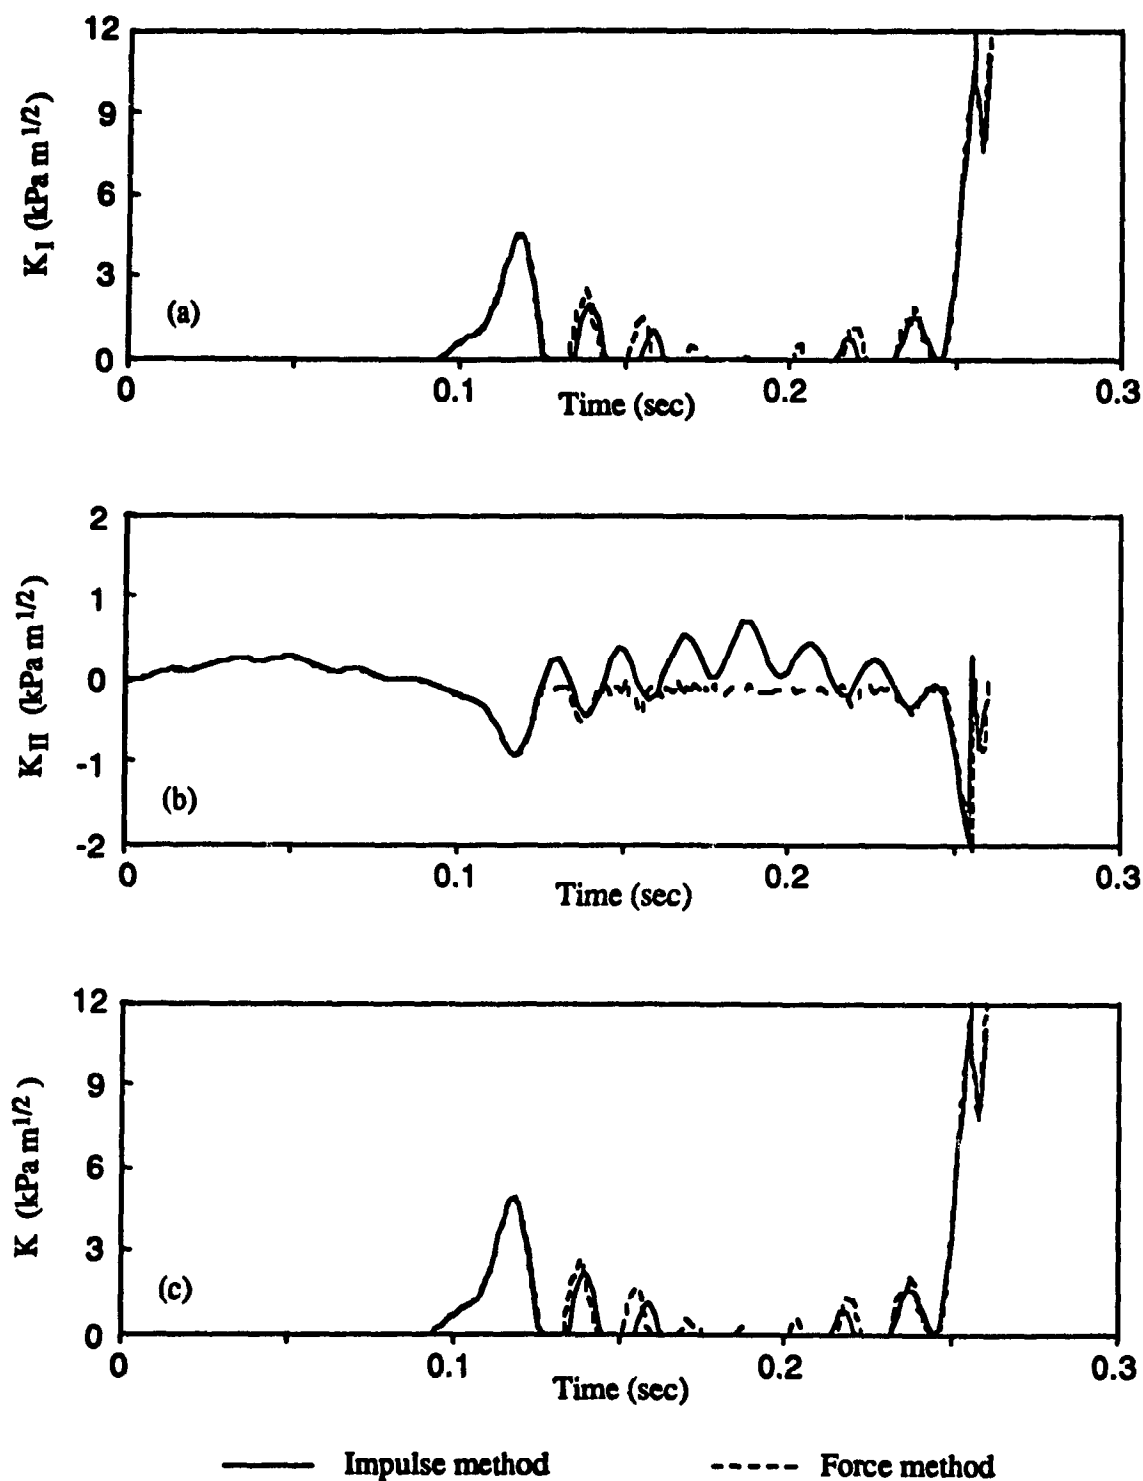 12
9
6
3
0
K_I (kPa m^1/2)
(a)
0
0.1
0.2
0.3
Time (sec)
2
1
0
-1
-2
K_II (kPa m^1/2)
(b)
0
0.1
0.2
0.3
Time (sec)
12
9
6
3
0
K (kPa m^1/2)
(c)
0
0.1
0.2
0.3
Time (sec)
Impulse method
Force method